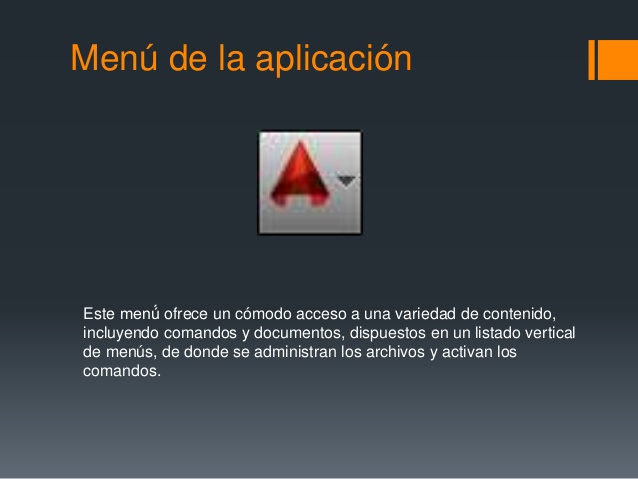 Menú de la aplicación
Este menú ofrece un cómodo acceso a una variedad de contenido,
incluyendo comandos y documentos, dispuestos en un listado vertical
de menús, de donde se administran los archivos y activan los
comandos.